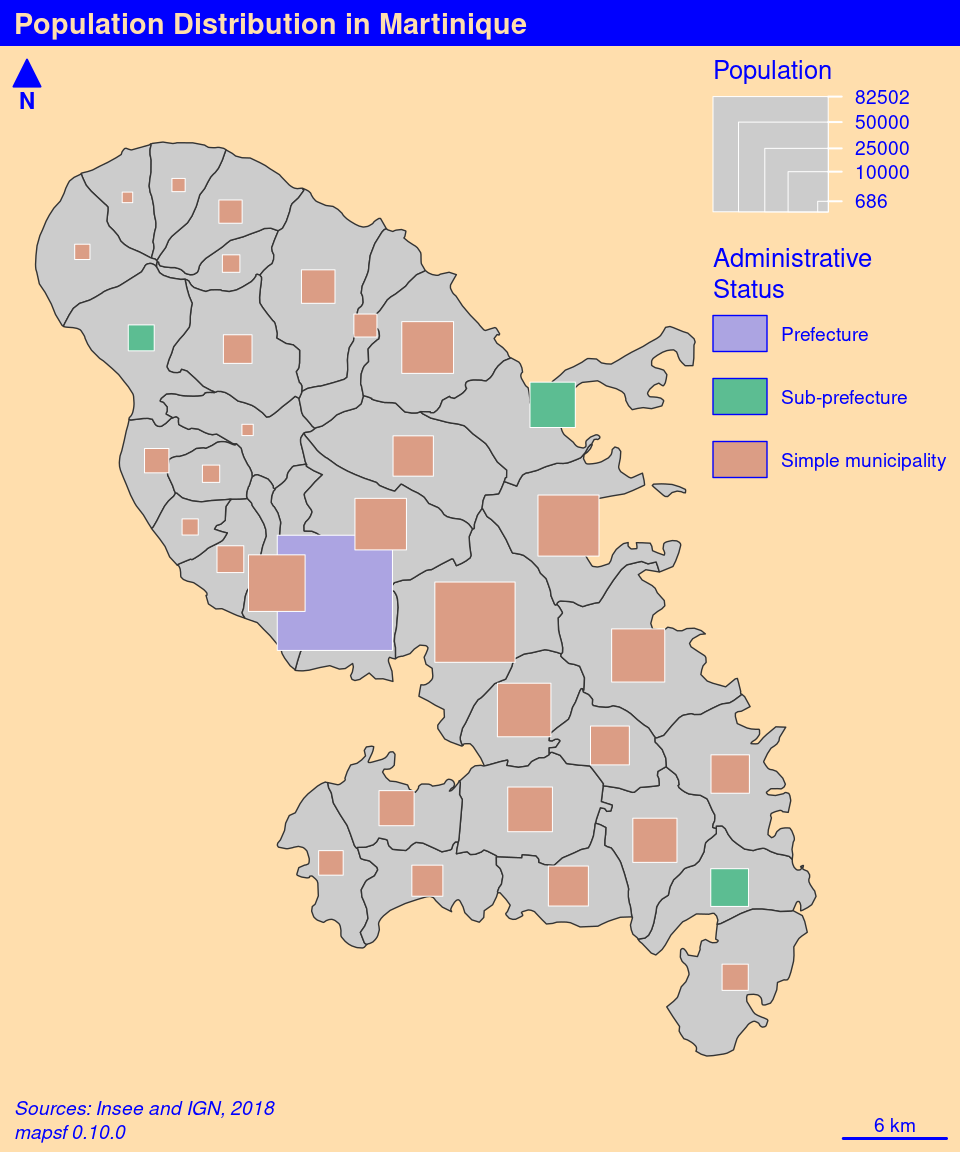 Population Distribution in Martinique
N
Population
82502
50000
25000
10000
686
Administrative
Status
Prefecture
Sub-prefecture
Simple municipality
Sources: Insee and IGN, 2018
mapsf 0.10.0
6 km